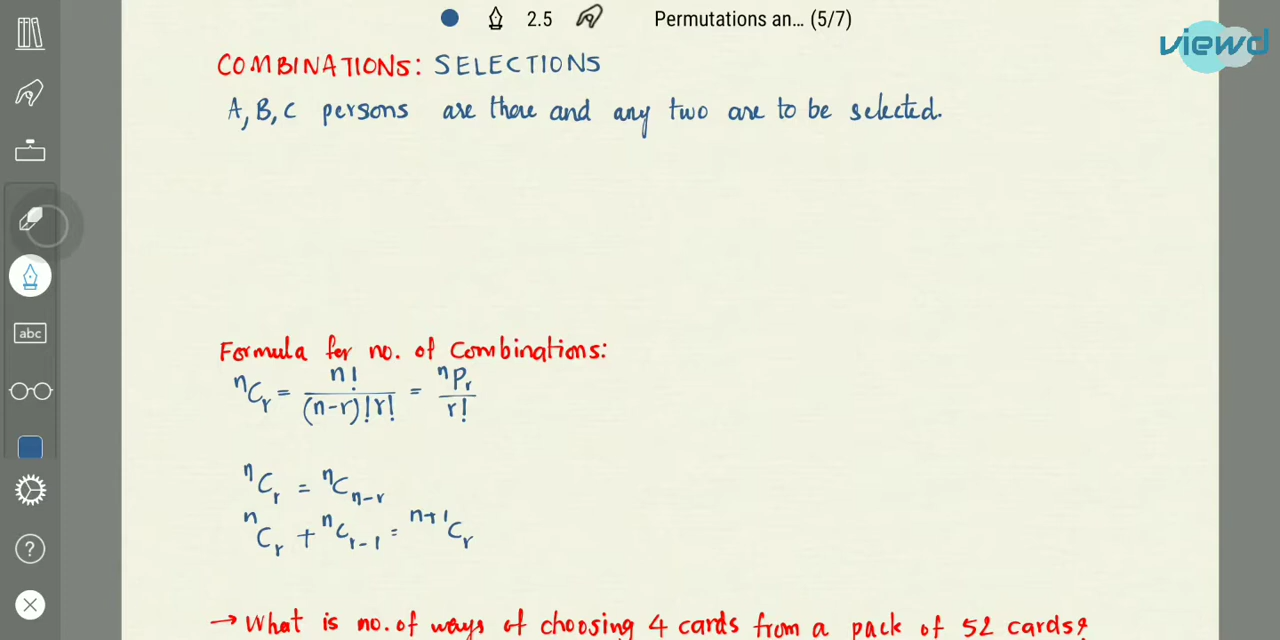 2.5 Permutations an... (5/7)
viewd
COMBINATIONS: SELECTIONS
A, B, C persons are there and any two are to be selected.
abc
Formula for no. of Combinations:
ⁿCᵣ = n! / (n-r)! r! = ⁿPᵣ / r!
ⁿCᵣ = ⁿCₙ₋ᵣ
ⁿCᵣ + ⁿCᵣ₋₁ = ⁿ⁺¹Cᵣ
?
→ What is no. of ways of choosing 4 cards from a pack of 52 cards?